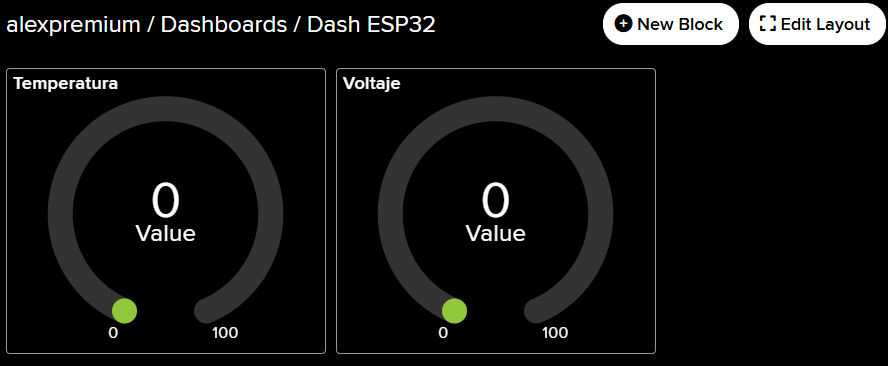 alexpremium / Dashboards / Dash ESP32
New Block
Edit Layout
Temperatura
0
Value
0
100
Voltaje
0
Value
0
100